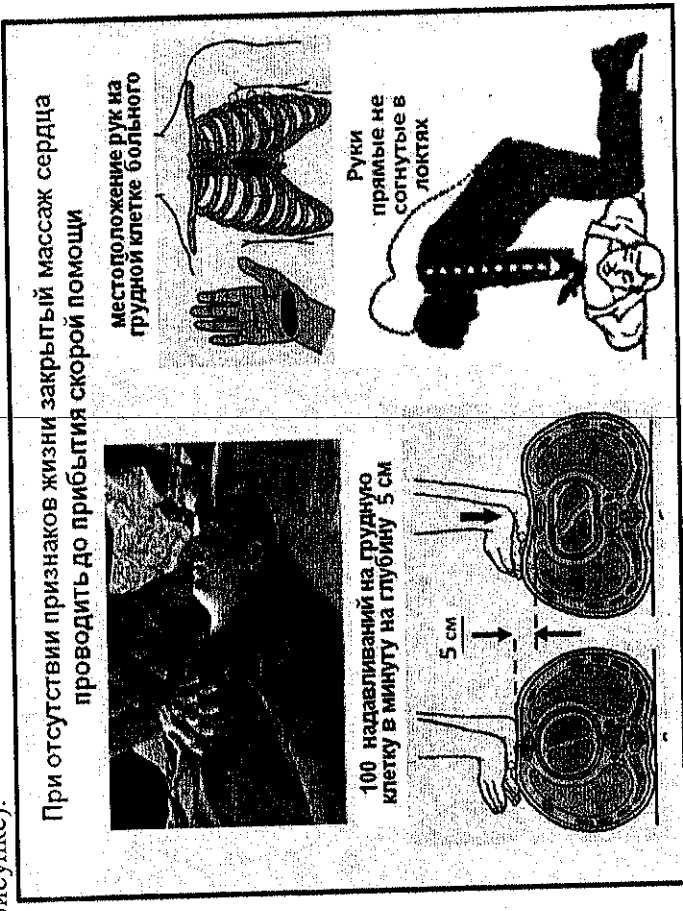 исунке).
При отсутствии признаков жизни закрытый массаж сердца
проводить до прибытия скорой помощи
местоположение рук на
грудной клетке больного
100 надавливаний на грудную
клетку в минуту на глубину 5 см
5 см
Руки
прямые не
согнутые в
локтях